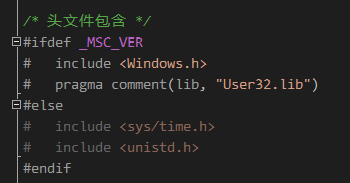 /* 头文件包含 */
#ifdef _MSC_VER
#   include <Windows.h>
#   pragma comment(lib, "User32.lib")
#else
#   include <sys/time.h>
#   include <unistd.h>
#endif